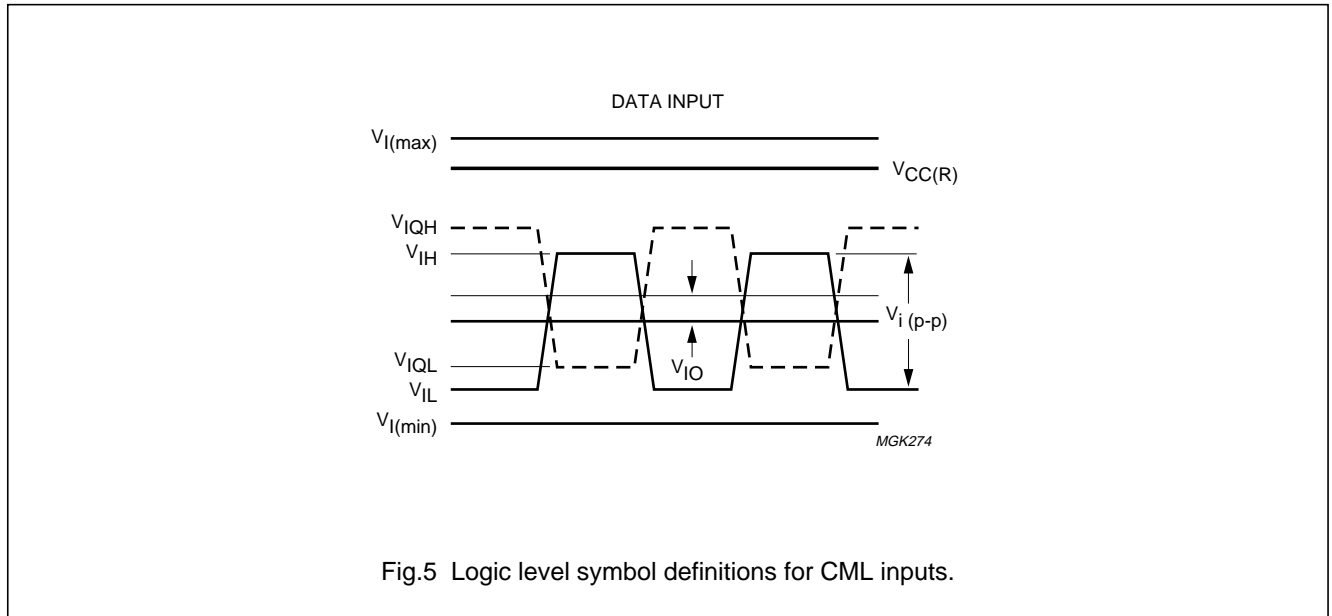 DATA INPUT
VI(max)
VCC(R)
VIQH
VIH
Vi (p-p)
VIQL
VIO
VIL
VI(min)
MGK274
Fig.5 Logic level symbol definitions for CML inputs.